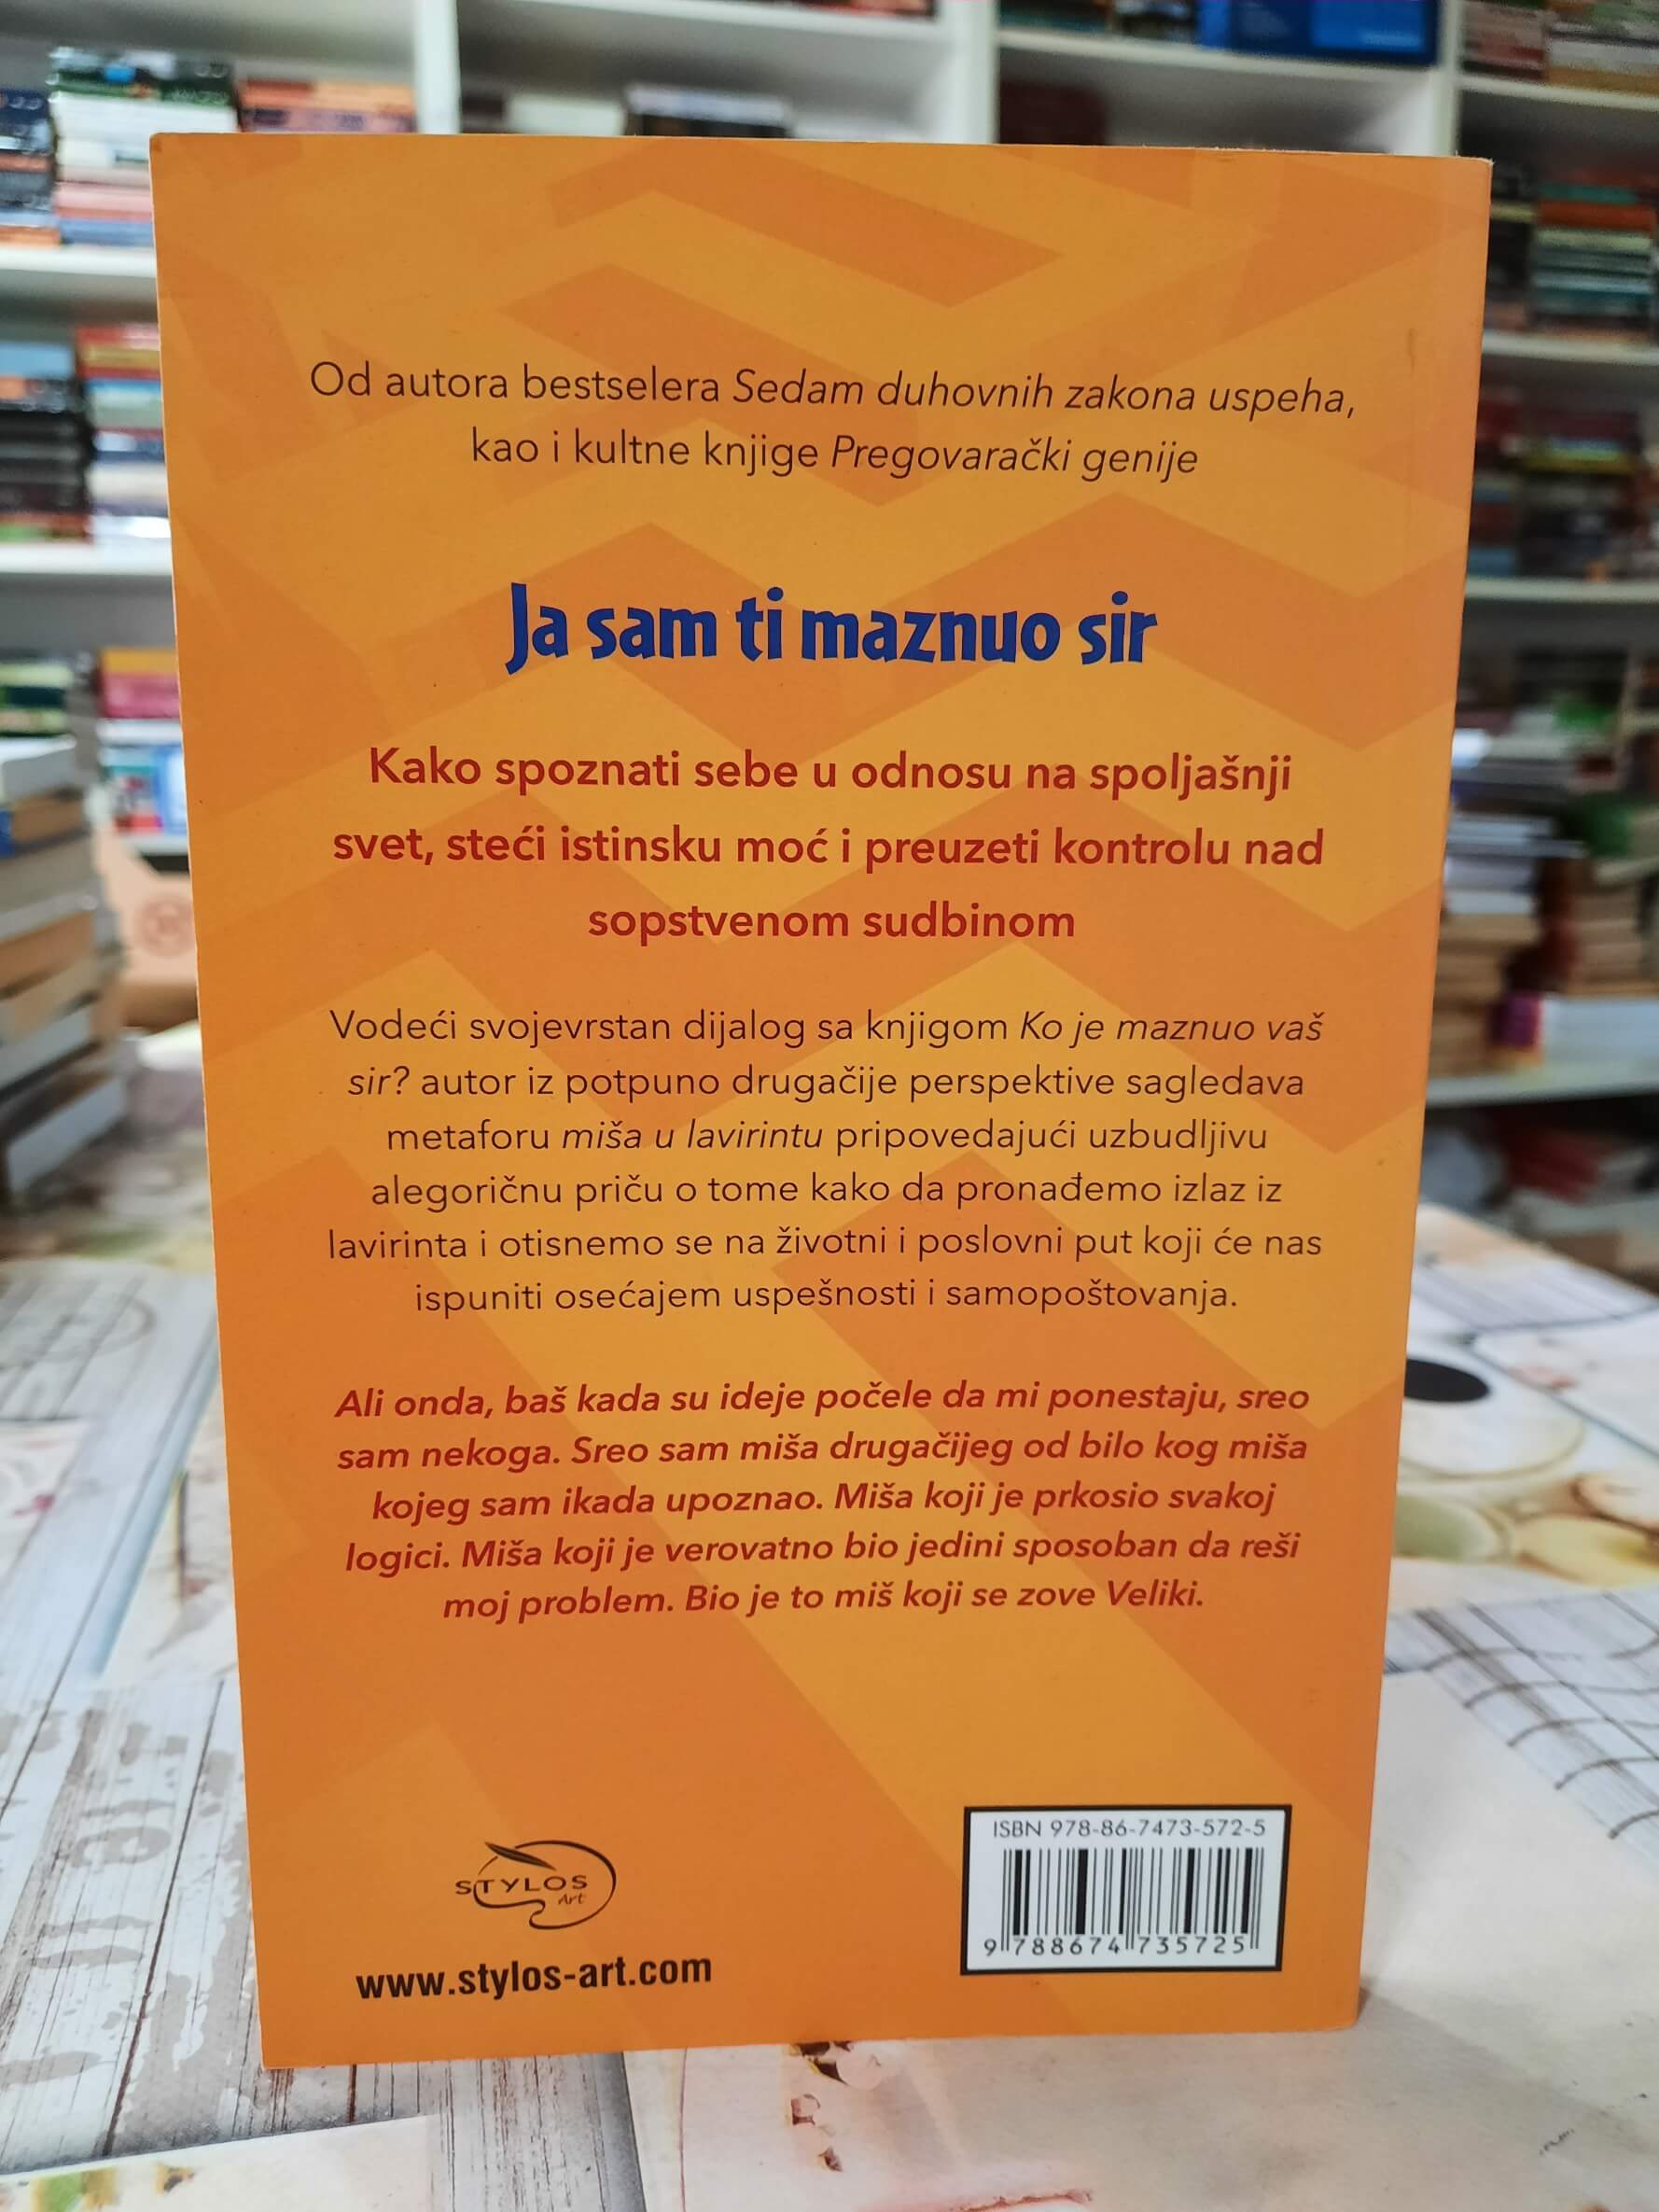 Od autora bestselera Sedam duhovnih zakona uspeha,
kao i kultne knjige Pregovarački genije
Ja sam ti maznuo sir
Kako spoznati sebe u odnosu na spoljašnji
svet, steći istinsku moć i preuzeti kontrolu nad
sopstvenom sudbinom
Vodeći svojevrstan dijalog sa knjigom Ko je maznuo vaš
sir? autor iz potpuno drugačije perspektive sagledava
metaforu miša u lavirintu pripovedajući uzbudljivu
alegoričnu priču o tome kako da pronađemo izlaz iz
lavirinta i otisnemo se na životni i poslovni put koji će nas
ispuniti osećajem uspešnosti i samopoštovanja.
Ali onda, baš kada su ideje počele da mi ponestaju, sreo
sam nekoga. Sreo sam miša drugačijeg od bilo kog miša
kojeg sam ikada upoznao. Miša koji je prkosio svakoj
logici. Miša koji je verovatno bio jedini sposoban da reši
moj problem. Bio je to miš koji se zove Veliki.
STYLOS
Art
www.stylos-art.com
ISBN 978-86-7473-572-5
9 788674 735725